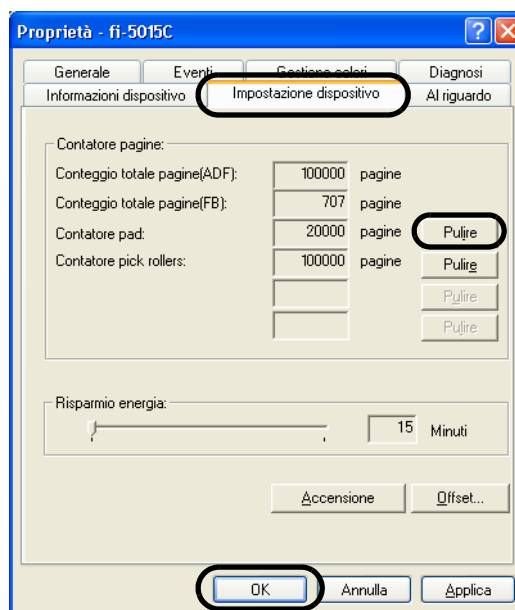 Proprietà - fi-5015C
Generale Eventi Gestione colori Diagnosi
Informazioni dispositivo Impostazione dispositivo Al riguardo
Contatore pagine:
Conteggio totale pagine(ADF): 100000 pagine
Conteggio totale pagine(FB): 707 pagine
Contatore pad: 20000 pagine Pulire
Contatore pick rollers: 100000 pagine Pulire
Pulire
Pulire
Risparmio energia:
15 Minuti
Accensione Offset...
OK Annulla Applica